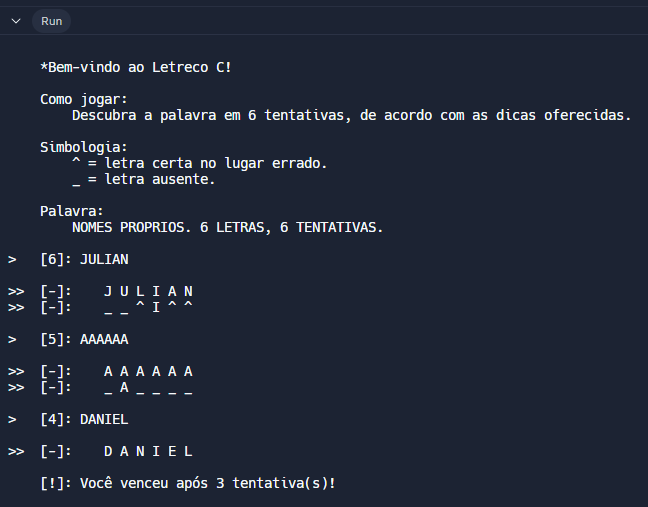 Run
*Bem-vindo ao Letreco C!
Como jogar:
Descubra a palavra em 6 tentativas, de acordo com as dicas oferecidas.
Simbologia:
^ = letra certa no lugar errado.
_ = letra ausente.
Palavra:
NOMES PROPRIOS. 6 LETRAS, 6 TENTATIVAS.
> [6]: JULIAN
>> [-]: J U L I A N
>> [-]: _ _ ^ I ^ ^
> [5]: AAAAAA
>> [-]: A A A A A A
>> [-]: _ A _ _ _ _
> [4]: DANIEL
>> [-]: D A N I E L
[!]: Você venceu após 3 tentativa(s)!